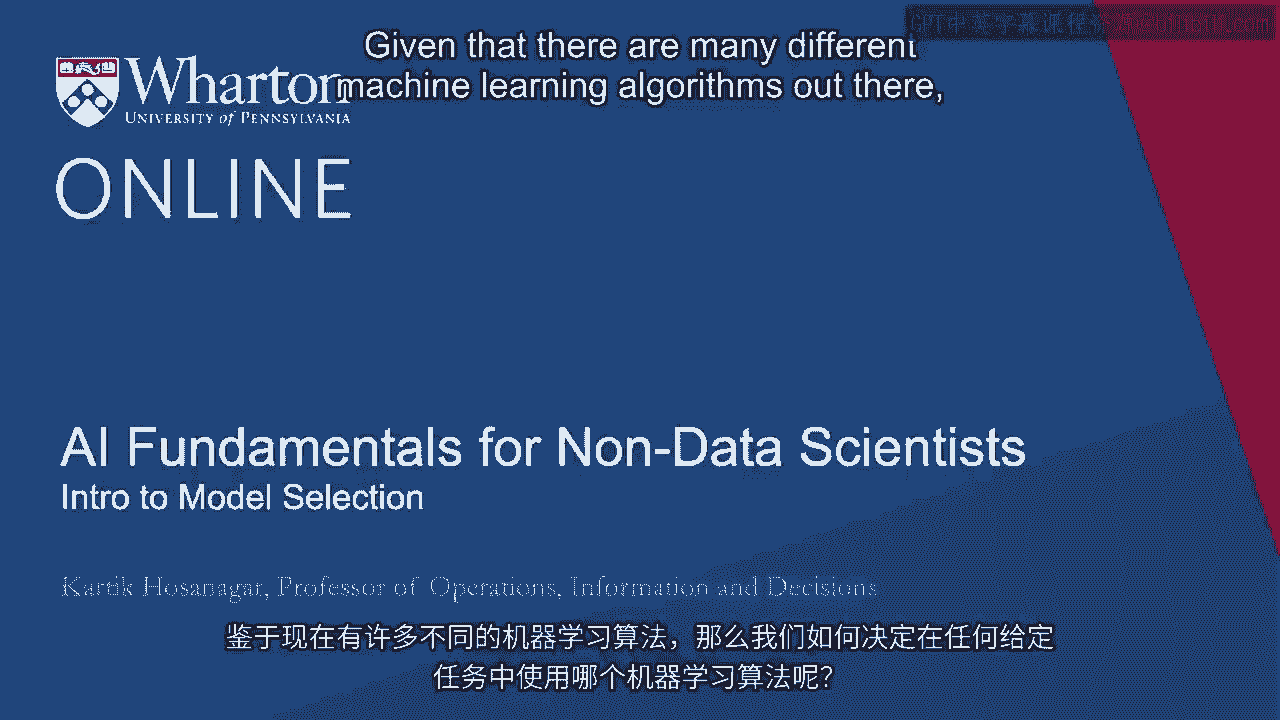 Given that there are many different
machine learning algorithms out there,
Wharton
UNIVERSITY of PENNSYLVANIA
ONLINE
AI Fundamentals for Non-Data Scientists
Intro to Model Selection
Kartik Hosanagar, Professor of Operations, Information and Decisions
鉴于现在有许多不同的机器学习算法，那么我们如何决定在任何给定
任务中使用哪个机器学习算法呢？